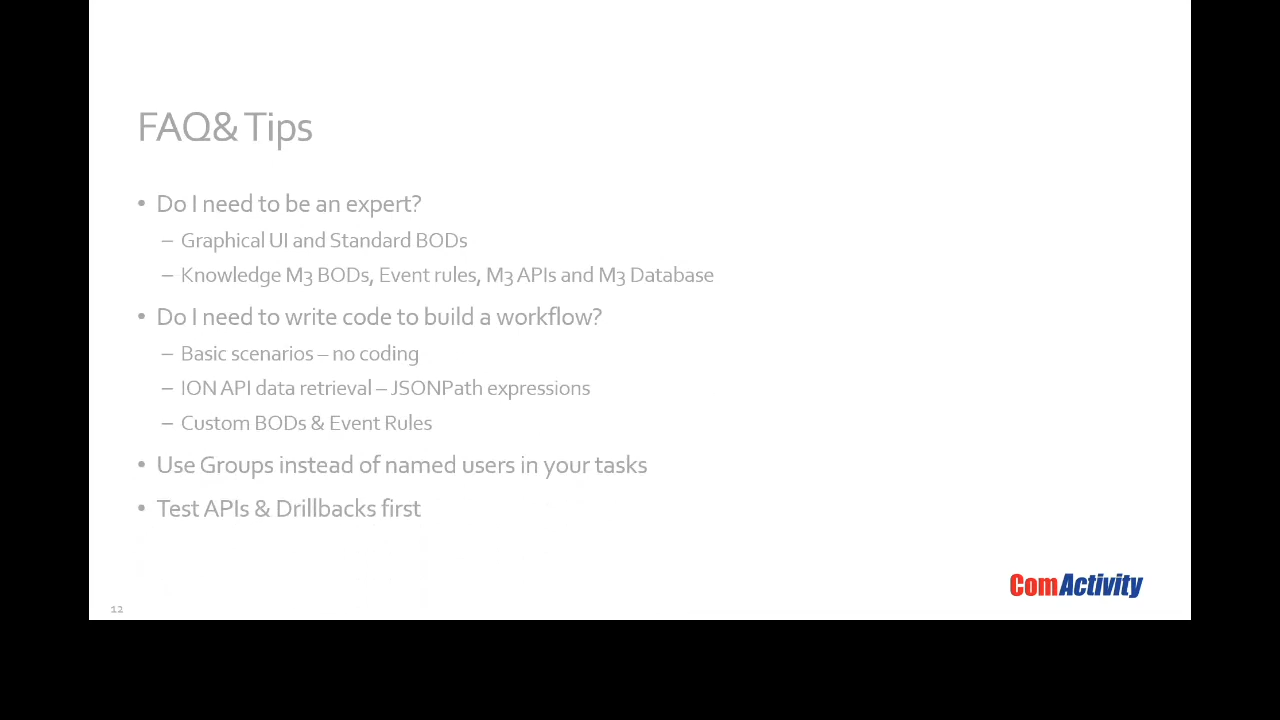 FAQ& Tips
• Do I need to be an expert?
– Graphical UI and Standard BODs
– Knowledge M3 BODs, Event rules, M3 APIs and M3 Database
• Do I need to write code to build a workflow?
– Basic scenarios – no coding
– ION API data retrieval – JSONPath expressions
– Custom BODs & Event Rules
• Use Groups instead of named users in your tasks
• Test APIs & Drillbacks first
ComActivity
12